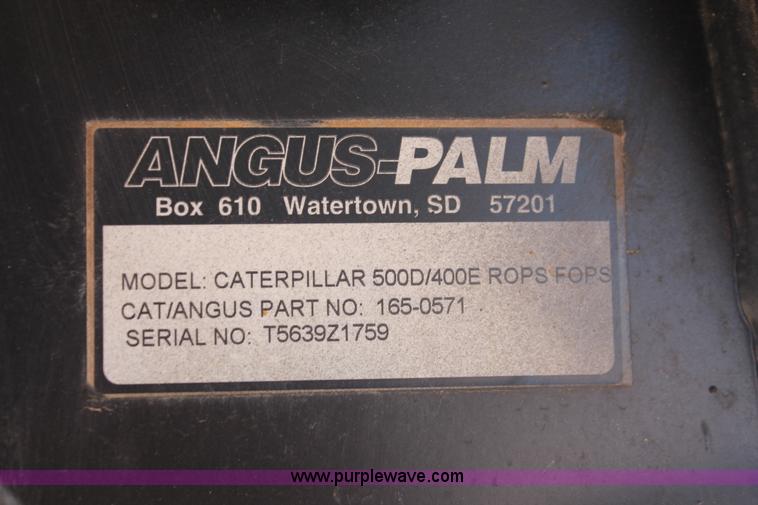 ANGUS-PALM
Box 610 Watertown, SD 57201
MODEL: CATERPILLAR 500D/400E ROPS FOPS
CAT/ANGUS PART NO: 165-0571
SERIAL NO: T5639Z1759
www.purplewave.com